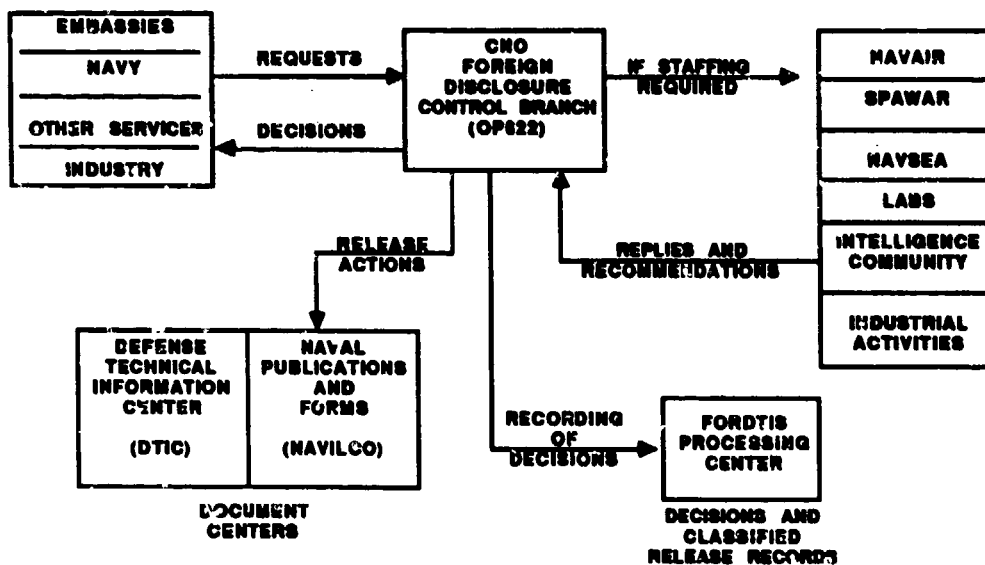 EMBASSIES
NAVY
OTHER SERVICES
INDUSTRY
REQUESTS
DECISIONS
CNO
FOREIGN
DISCLOSURE
CONTROL BRANCH
(OP622)
IF STAFFING
REQUIRED
NAVAIR
SPAWAR
NAVSEA
LABS
INTELLIGENCE
COMMUNITY
INDUSTRIAL
ACTIVITIES
REPLIES AND
RECOMMENDATIONS
RELEASE
ACTIONS
DEFENSE
TECHNICAL
INFORMATION
CENTER
(DTIC)
NAVAL
PUBLICATIONS
AND
FORMS
(NAVILCO)
DOCUMENT
CENTERS
RECORDING
OF
DECISIONS
FORDTIS
PROCESSING
CENTER
DECISIONS AND
CLASSIFIED
RELEASE RECORDS